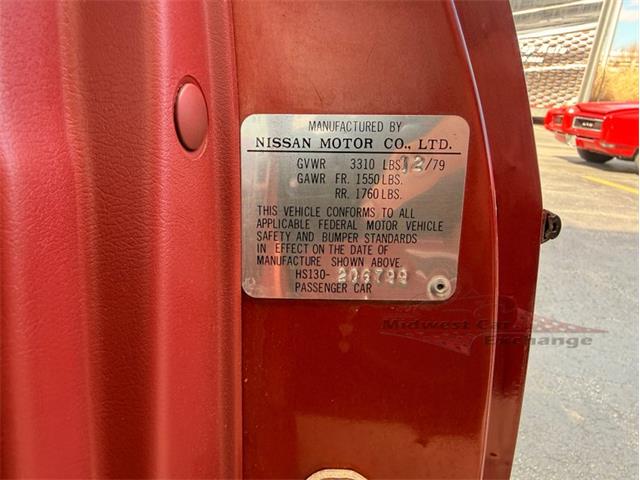 MANUFACTURED BY
NISSAN MOTOR CO., LTD.
GVWR 3310 LBS. 12/79
GAWR FR. 1550 LBS.
RR. 1760 LBS.
THIS VEHICLE CONFORMS TO ALL
APPLICABLE FEDERAL MOTOR VEHICLE
SAFETY AND BUMPER STANDARDS
IN EFFECT ON THE DATE OF
MANUFACTURE SHOWN ABOVE.
HS130-206799
PASSENGER CAR
Midwest Car
Exchange